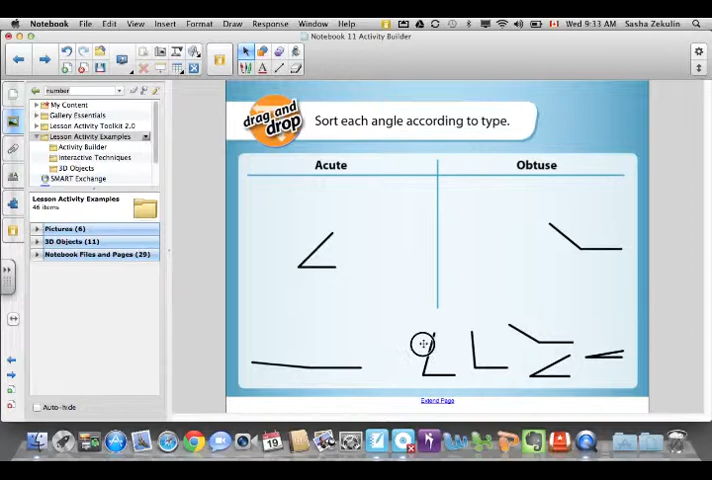 Notebook File Edit View Insert Format Draw Response Window Help Wed 9:33 AM Sasha Zekulin
Notebook 11 Activity Builder
number
My Content
Gallery Essentials
Lesson Activity Toolkit 2.0
Lesson Activity Examples
Activity Builder
Interactive Techniques
3D Objects
SMART Exchange
Lesson Activity Examples
46 items
Pictures (6)
3D Objects (11)
Notebook Files and Pages (29)
Auto-hide
drag and drop
Sort each angle according to type.
Acute
Obtuse
Extend Page
19